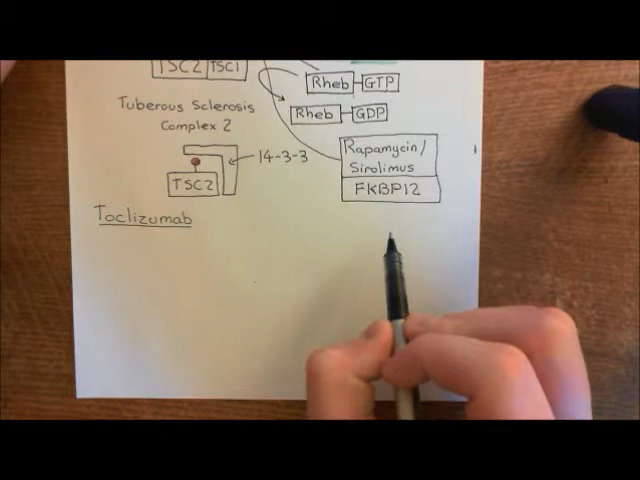 TSC2 TSC1
Rheb GTP
Rheb GDP
Tuberous Sclerosis
Complex 2
14-3-3
TSC2
Rapamycin/
Sirolimus
FKBP12
Toclizumab